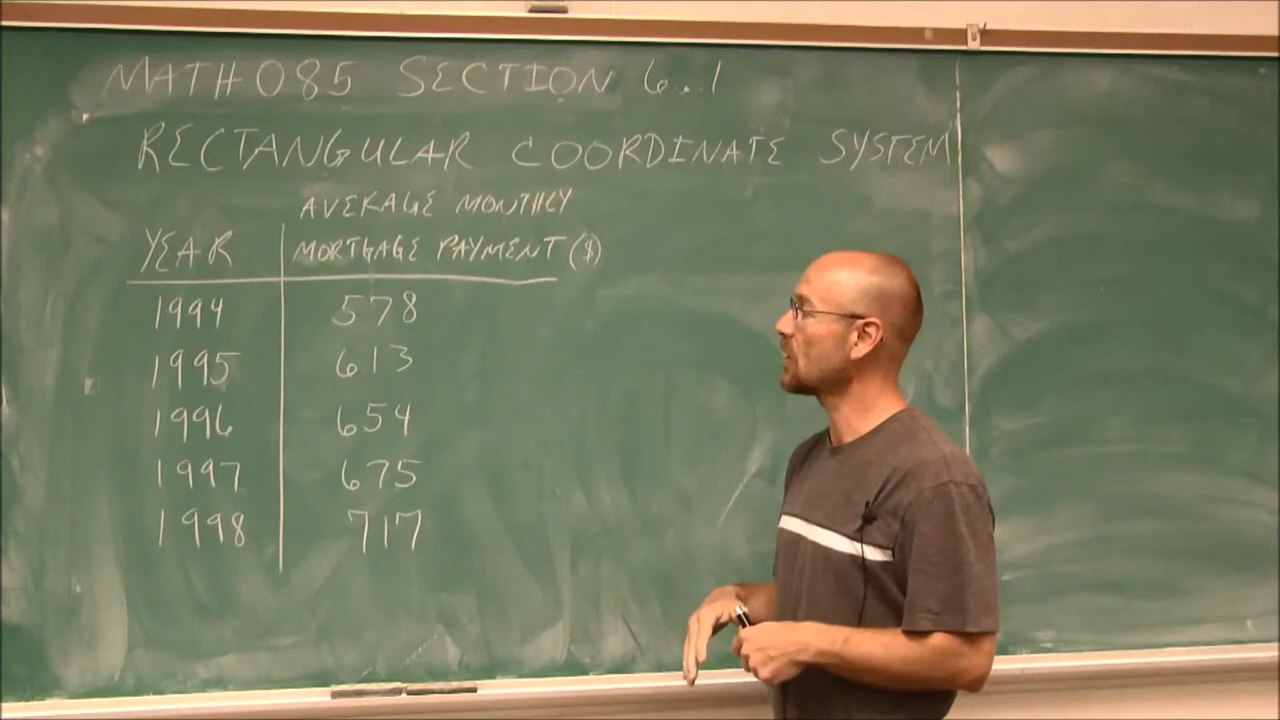 MATH 085 SECTION 6.1
RECTANGULAR COORDINATE SYSTEM
AVERAGE MONTHLY
YEAR MORTGAGE PAYMENT ($)
1994 578
1995 613
1996 654
1997 675
1998 717